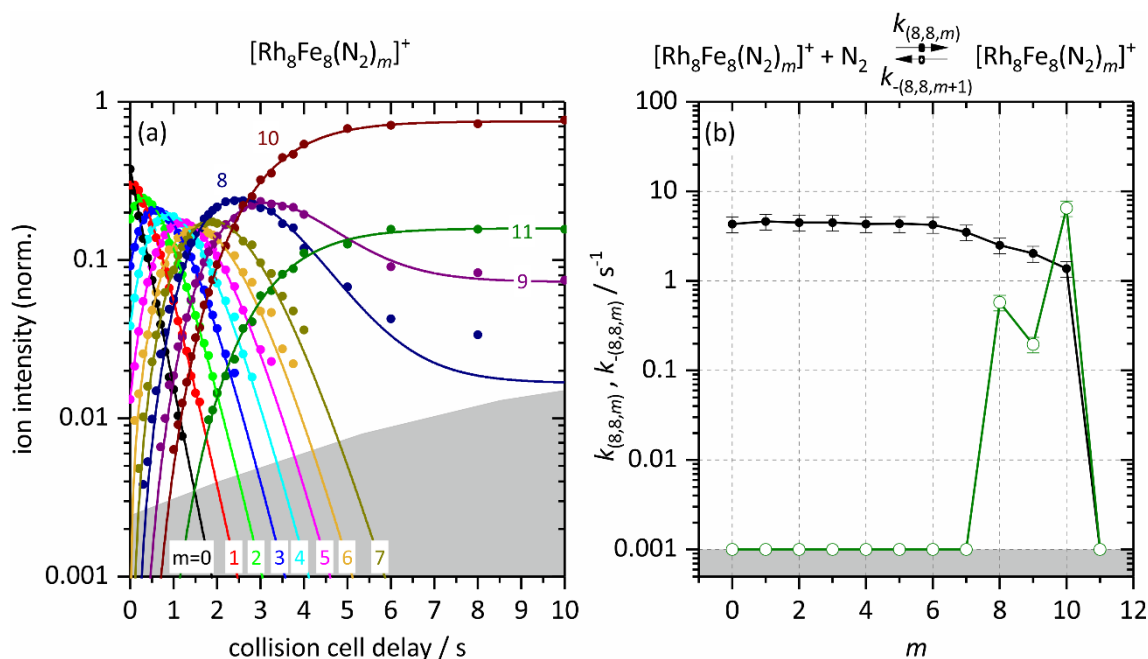 [Rh₈Fe₈(N₂)ₘ]⁺
(a)
10
8
11
9
1
0.1
0.01
0.001
m=0 1 2 3 4 5 6 7
0 1 2 3 4 5 6 7 8 9 10
collision cell delay / s
ion intensity (norm.)
k(8,8,m)
[Rh₈Fe₈(N₂)ₘ]⁺ + N₂ [Rh₈Fe₈(N₂)ₘ]⁺
k-(8,8,m+1)
(b)
100
10
1
0.1
0.01
0.001
0 2 4 6 8 10 12
m
k(8,8,m) , k-(8,8,m) / s⁻¹